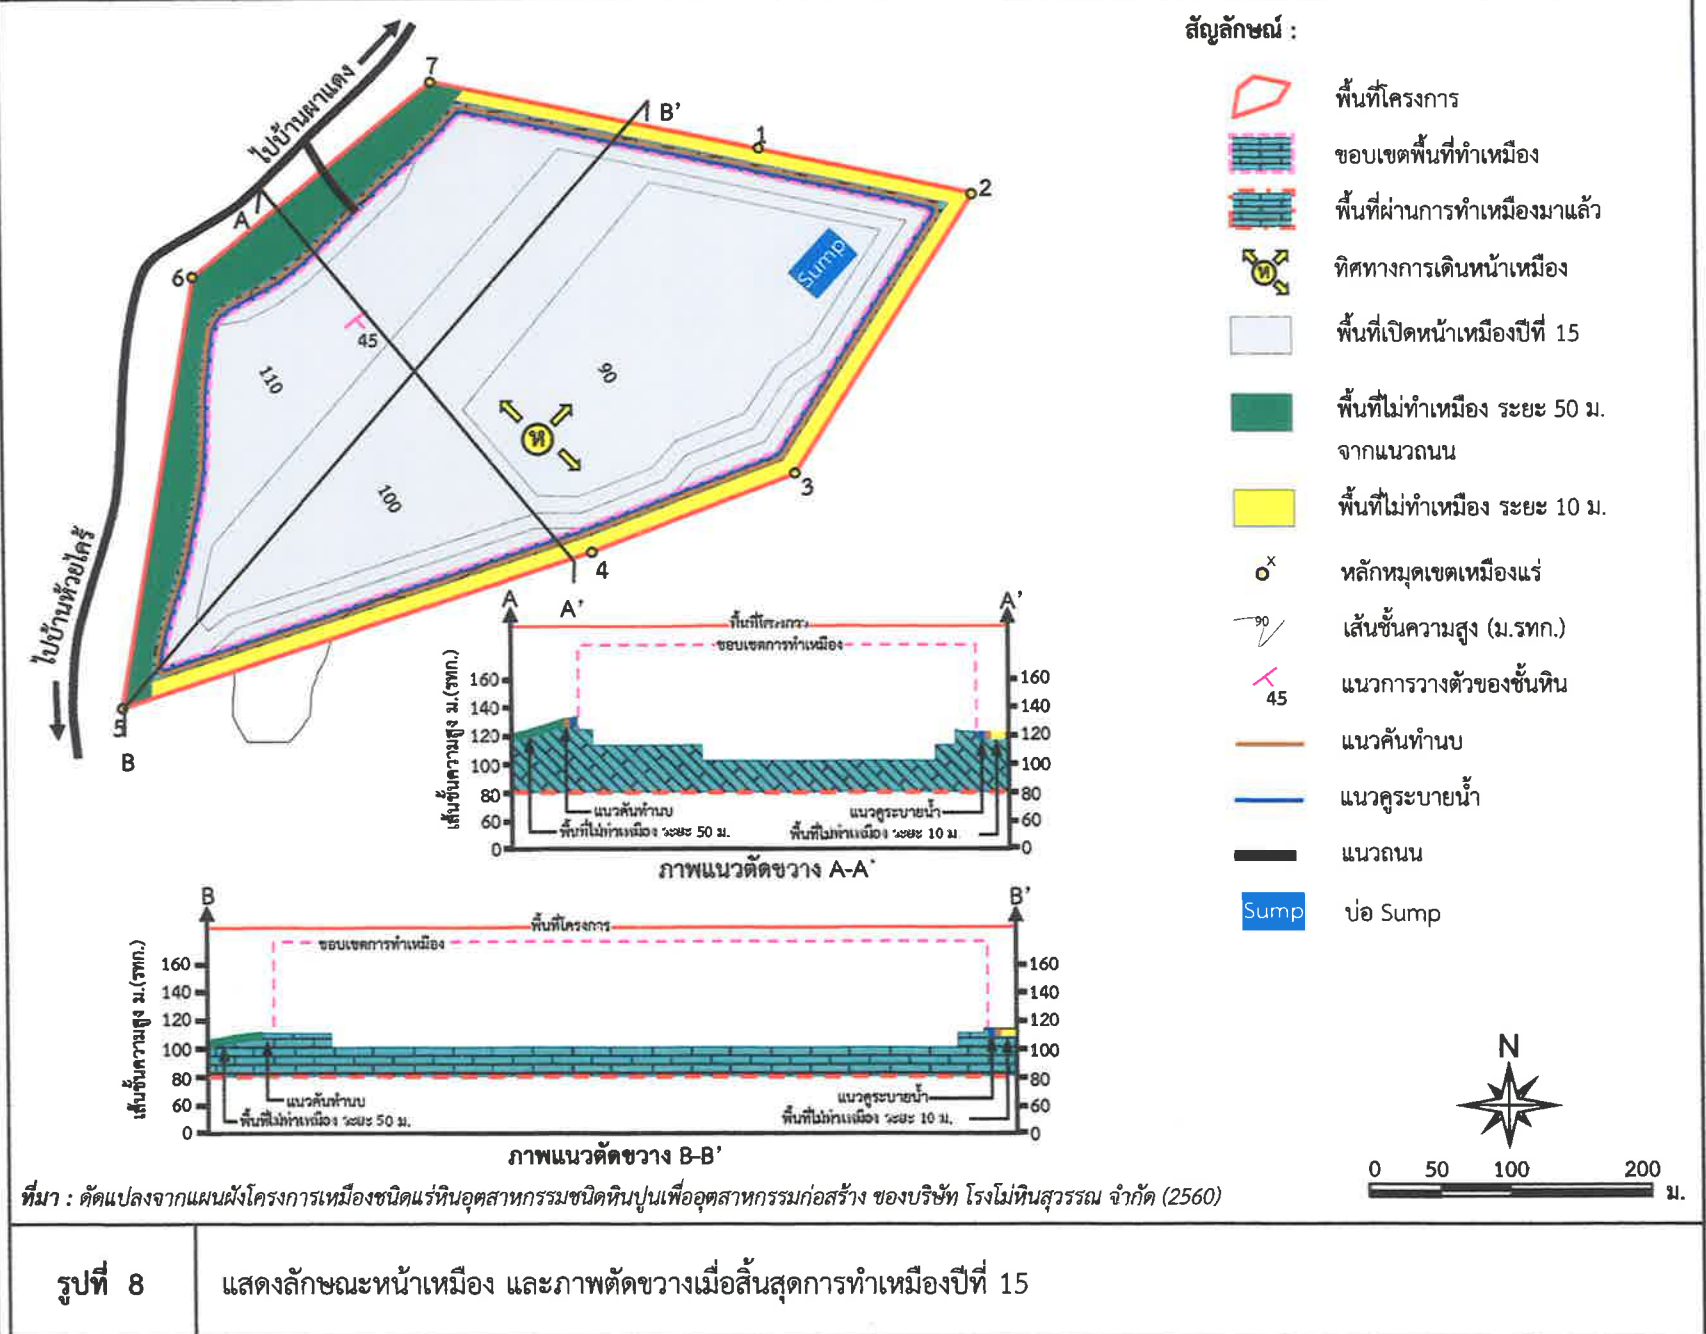 สัญลักษณ์ :
พื้นที่โครงการ
ขอบเขตพื้นที่ทำเหมือง
พื้นที่ผ่านการทำเหมืองมาแล้ว
ท
ทิศทางการเดินหน้าเหมือง
พื้นที่เปิดหน้าเหมืองปีที่ 15
พื้นที่ไม่ทำเหมือง ระยะ 50 ม.
จากแนวถนน
พื้นที่ไม่ทำเหมือง ระยะ 10 ม.
x
หลักหมุดเขตเหมืองแร่
90
เส้นชั้นความสูง (ม.รทก.)
45
แนวการวางตัวของชั้นหิน
แนวคันทำนบ
แนวคูระบายน้ำ
แนวถนน
Sump
บ่อ Sump
ไปบ้านผาแดง
ไปบ้านห้วยไคร้
7
B'
1
2
A
6
Sump
45
110
90
ห
100
3
4
A'
5
B
A
A'
พื้นที่โครงการ
ขอบเขตการทำเหมือง
เส้นชั้นความสูง ม.(รทก.)
160 160
140 140
120 120
100 100
80 80
60 60
0 0
แนวคันทำนบ
แนวคูระบายน้ำ
พื้นที่ไม่ทำเหมือง ระยะ 50 ม.
พื้นที่ไม่ทำเหมือง ระยะ 10 ม
ภาพแนวตัดขวาง A-A'
B
B'
พื้นที่โครงการ
ขอบเขตการทำเหมือง
เส้นชั้นความสูง ม.(รทก.)
160 160
140 140
120 120
100 100
80 80
60 60
0 0
แนวคันทำนบ
แนวคูระบายน้ำ
พื้นที่ไม่ทำเหมือง ระยะ 50 ม.
พื้นที่ไม่ทำเหมือง ระยะ 10 ม.
ภาพแนวตัดขวาง B-B'
N
0 50 100 200
ม.
ที่มา : ดัดแปลงจากแผนผังโครงการเหมืองชนิดแร่หินอุตสาหกรรมชนิดหินปูนเพื่ออุตสาหกรรมก่อสร้าง ของบริษัท โรงโม่หินสุวรรณ จำกัด (2560)
รูปที่ 8
แสดงลักษณะหน้าเหมือง และภาพตัดขวางเมื่อสิ้นสุดการทำเหมืองปีที่ 15